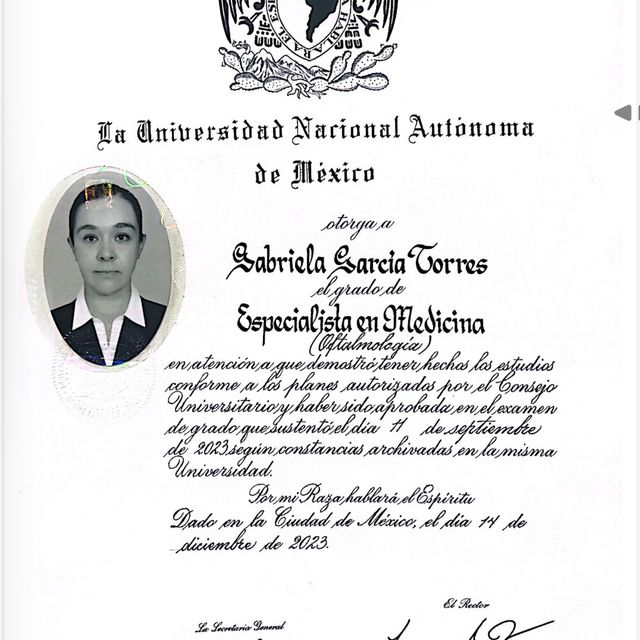 HABLARA EL ES
La Universidad Nacional Autónoma
de México
otorga a
Gabriela García Torres
el grado de
Especialista en Medicina
(Oftalmología)
en atención a que demostró tener hechos los estudios
conforme a los planes autorizados por el Consejo
Universitario y haber sido aprobada en el examen
de grado que sustentó el día 11 de septiembre
de 2023 según constancias archivadas en la misma
Universidad.
Por mi Raza hablará el Espíritu
Dado en la Ciudad de México, el día 14 de
diciembre de 2023.
El Rector
La Secretaria General